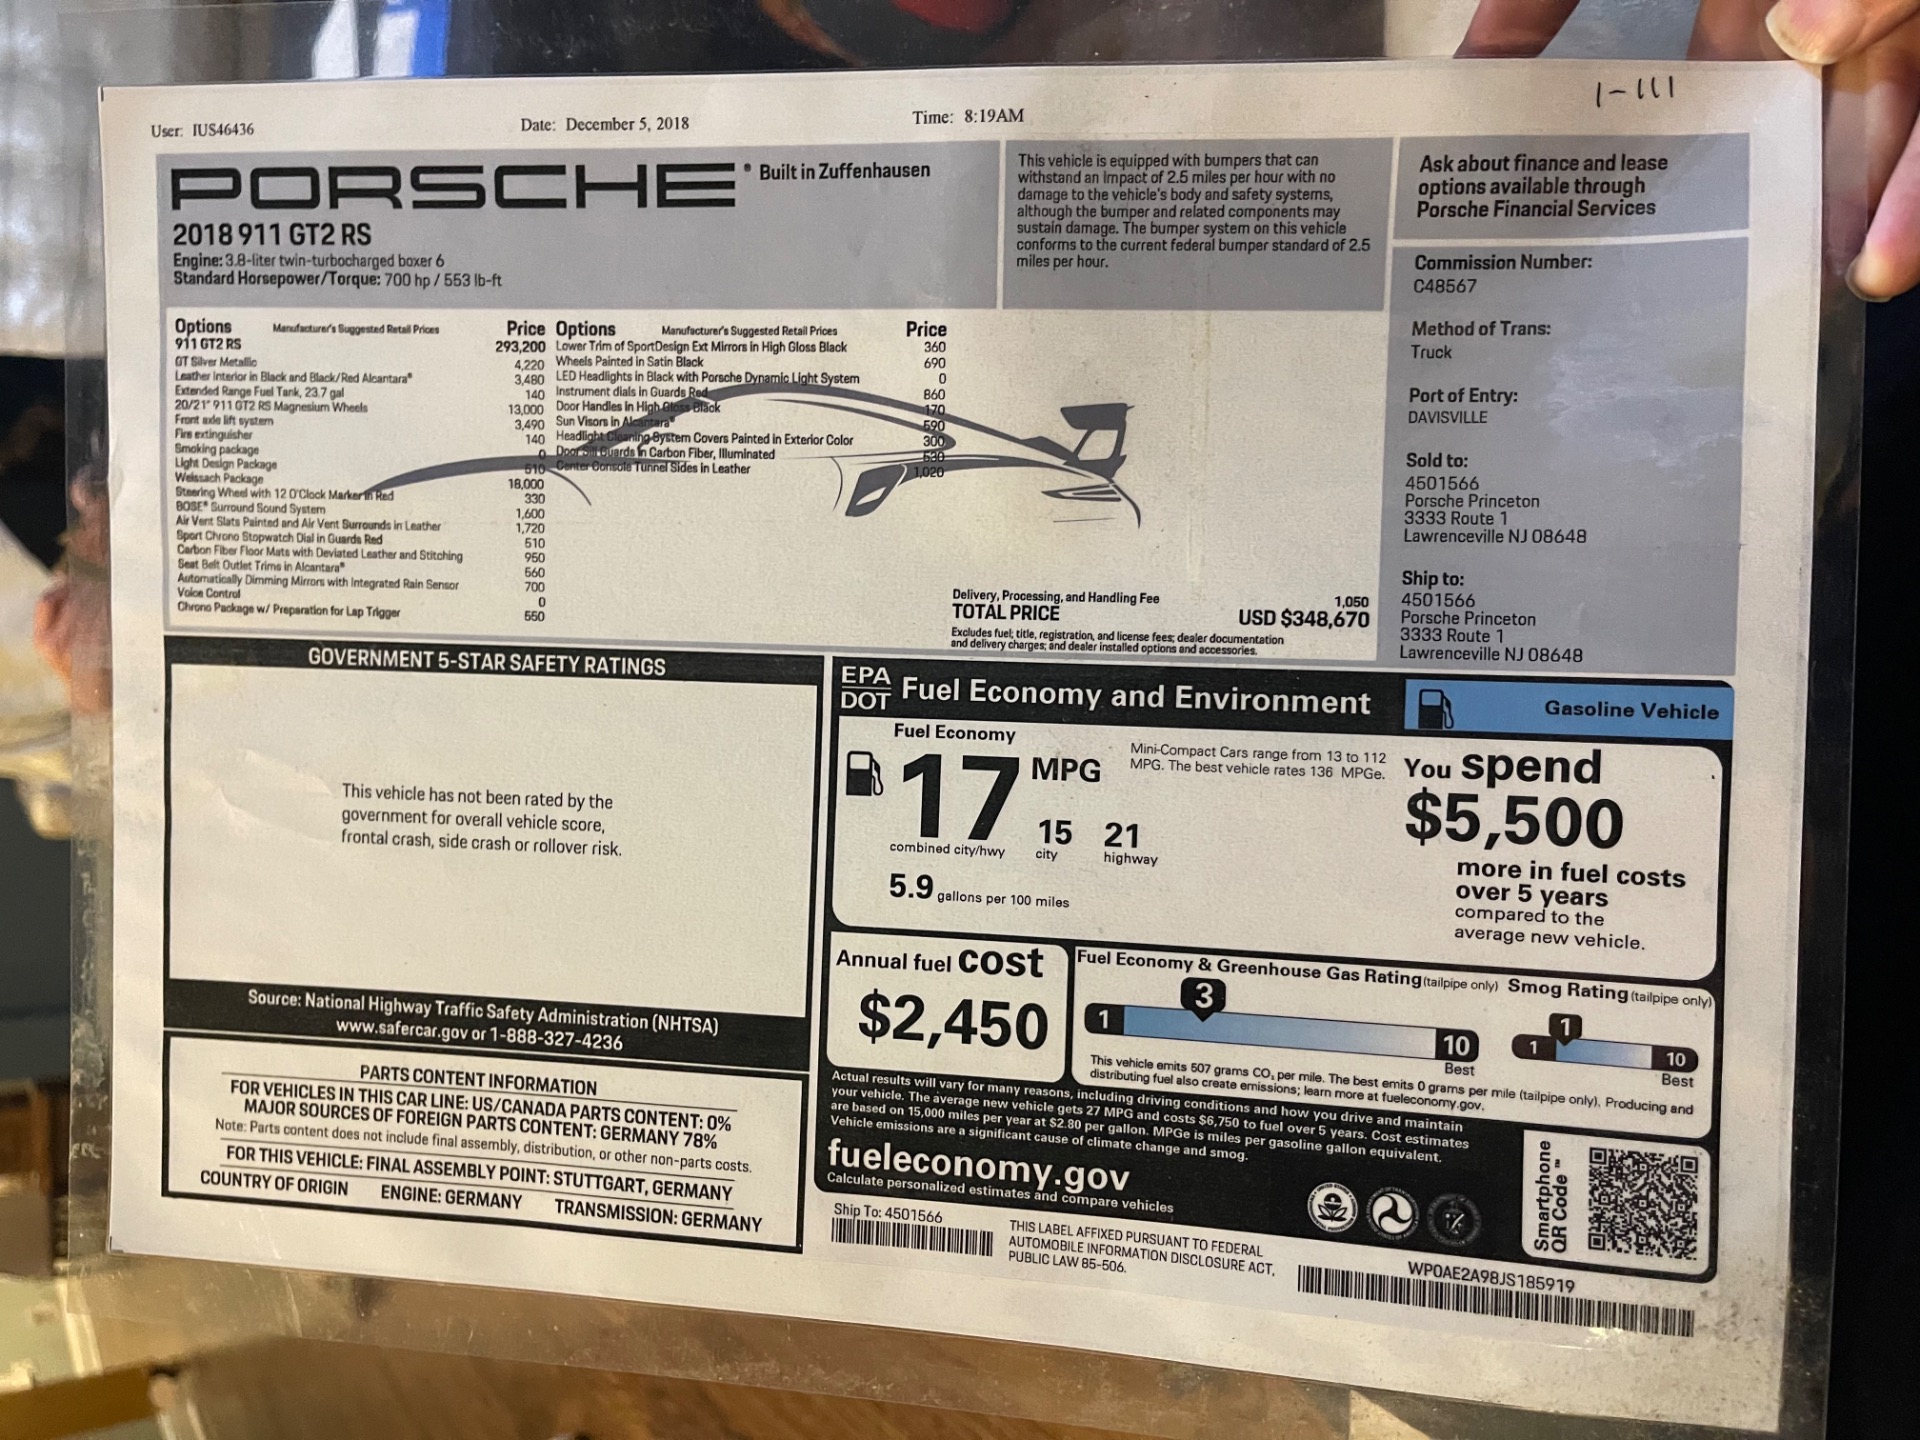 1-111
User: IUS46436 Date: December 5, 2018 Time: 8:19AM
PORSCHE® Built in Zuffenhausen
2018 911 GT2 RS
Engine: 3.8-liter twin-turbocharged boxer 6
Standard Horsepower/Torque: 700 hp / 553 lb-ft
This vehicle is equipped with bumpers that can
withstand an impact of 2.5 miles per hour with no
damage to the vehicle's body and safety systems,
although the bumper and related components may
sustain damage. The bumper system on this vehicle
conforms to the current federal bumper standard of 2.5
miles per hour.
Ask about finance and lease
options available through
Porsche Financial Services
Commission Number:
C48567
Method of Trans:
Truck
Port of Entry:
DAVISVILLE
Sold to:
4501566
Porsche Princeton
3333 Route 1
Lawrenceville NJ 08648
Ship to:
4501566
Porsche Princeton
3333 Route 1
Lawrenceville NJ 08648
Options Manufacturer's Suggested Retail Prices Price
911 GT2 RS 293,200
GT Silver Metallic 4,220
Leather Interior in Black and Black/Red Alcantara® 3,480
Extended Range Fuel Tank, 23.7 gal 140
20/21" 911 GT2 RS Magnesium Wheels 13,000
Front axle lift system 3,490
Fire extinguisher 140
Smoking package 0
Light Design Package 510
Weissach Package 18,000
Steering Wheel with 12 O'Clock Marker in Red 330
BOSE® Surround Sound System 1,600
Air Vent Slats Painted and Air Vent Surrounds in Leather 1,720
Sport Chrono Stopwatch Dial in Guards Red 510
Carbon Fiber Floor Mats with Deviated Leather and Stitching 950
Seat Belt Outlet Trims in Alcantara® 560
Automatically Dimming Mirrors with Integrated Rain Sensor 700
Voice Control 0
Chrono Package w/ Preparation for Lap Trigger 550
Options Manufacturer's Suggested Retail Prices Price
Lower Trim of SportDesign Ext Mirrors in High Gloss Black 360
Wheels Painted in Satin Black 690
LED Headlights in Black with Porsche Dynamic Light System 0
Instrument dials in Guards Red 860
Door Handles in High Gloss Black 170
Sun Visors in Alcantara® 590
Headlight Cleaning System Covers Painted in Exterior Color 300
Door Sill Guards in Carbon Fiber, Illuminated 530
Center Console Tunnel Sides in Leather 1,020
Delivery, Processing, and Handling Fee 1,050
TOTAL PRICE USD $348,670
Excludes fuel; title, registration, and license fees; dealer documentation
and delivery charges; and dealer installed options and accessories.
GOVERNMENT 5-STAR SAFETY RATINGS
This vehicle has not been rated by the
government for overall vehicle score,
frontal crash, side crash or rollover risk.
Source: National Highway Traffic Safety Administration (NHTSA)
www.safercar.gov or 1-888-327-4236
PARTS CONTENT INFORMATION
FOR VEHICLES IN THIS CAR LINE: US/CANADA PARTS CONTENT: 0%
MAJOR SOURCES OF FOREIGN PARTS CONTENT: GERMANY 78%
Note: Parts content does not include final assembly, distribution, or other non-parts costs.
FOR THIS VEHICLE: FINAL ASSEMBLY POINT: STUTTGART, GERMANY
COUNTRY OF ORIGIN ENGINE: GERMANY TRANSMISSION: GERMANY
EPA
DOT
Fuel Economy and Environment
Gasoline Vehicle
Fuel Economy
17 MPG
combined city/hwy
15
city
21
highway
5.9 gallons per 100 miles
Mini-Compact Cars range from 13 to 112
MPG. The best vehicle rates 136 MPGe.
You spend
$5,500
more in fuel costs
over 5 years
compared to the
average new vehicle.
Annual fuel cost
$2,450
Fuel Economy & Greenhouse Gas Rating (tailpipe only)
3
1
10
Best
Smog Rating (tailpipe only)
1
1
10
Best
This vehicle emits 507 grams CO₂ per mile. The best emits 0 grams per mile (tailpipe only). Producing and
distributing fuel also create emissions; learn more at fueleconomy.gov.
Actual results will vary for many reasons, including driving conditions and how you drive and maintain
your vehicle. The average new vehicle gets 27 MPG and costs $6,750 to fuel over 5 years. Cost estimates
are based on 15,000 miles per year at $2.80 per gallon. MPGe is miles per gasoline gallon equivalent.
Vehicle emissions are a significant cause of climate change and smog.
fueleconomy.gov
Calculate personalized estimates and compare vehicles
Smartphone
QR Code™
Ship To: 4501566
THIS LABEL AFFIXED PURSUANT TO FEDERAL
AUTOMOBILE INFORMATION DISCLOSURE ACT,
PUBLIC LAW 85-506.
WP0AE2A98JS185919